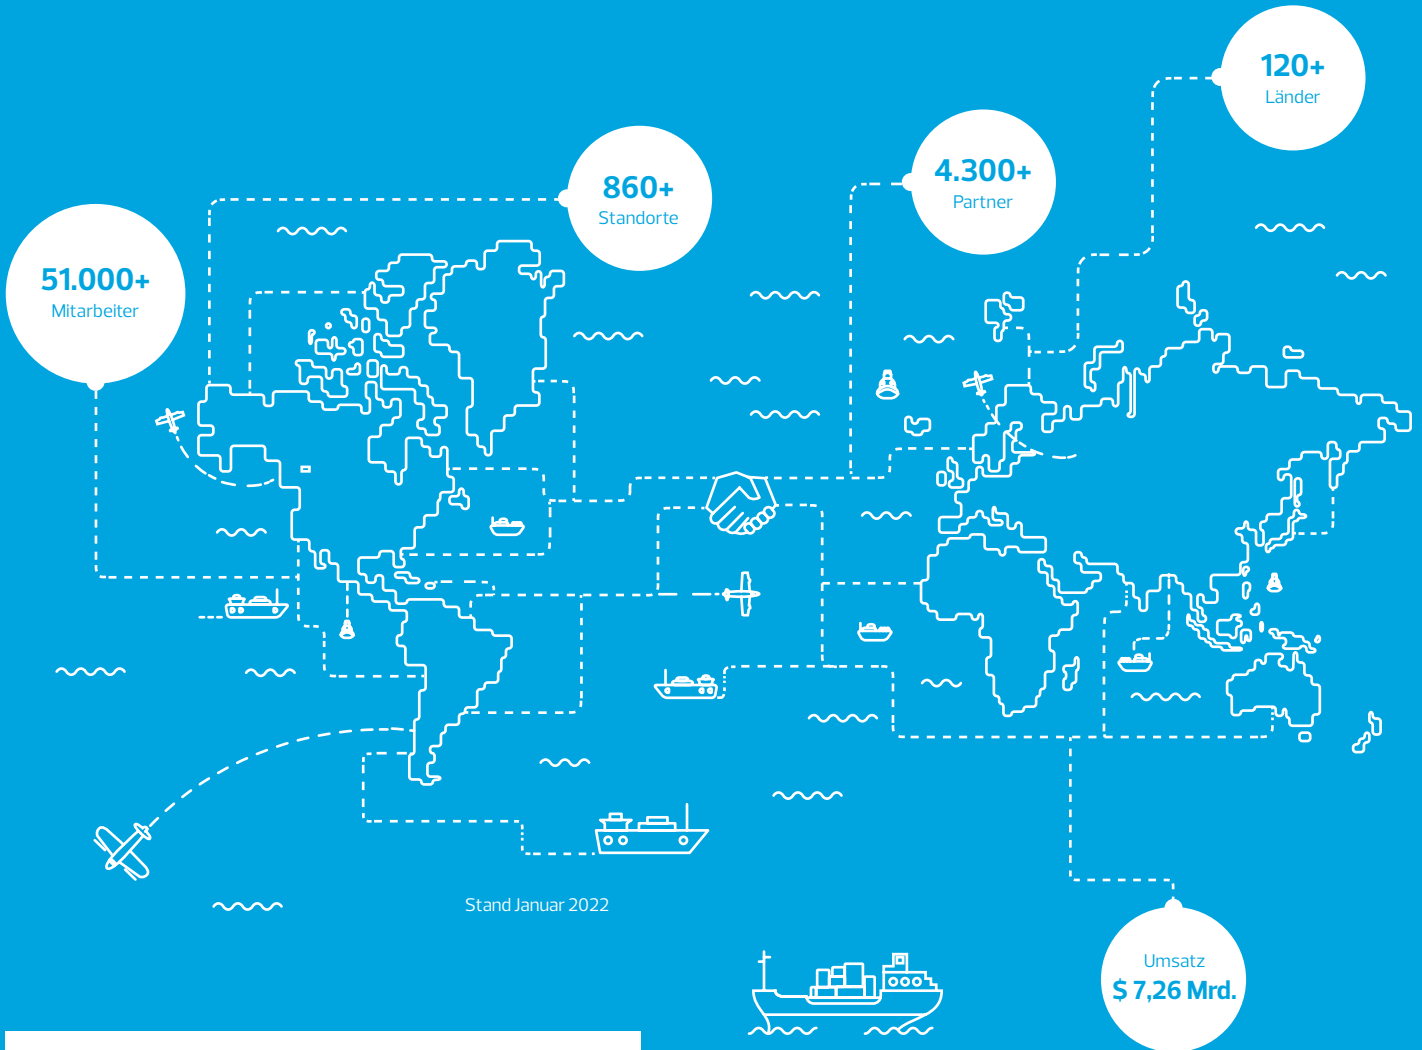 120+
Länder
4.300+
Partner
860+
Standorte
51.000+
Mitarbeiter
Stand Januar 2022
Umsatz
$ 7,26 Mrd.